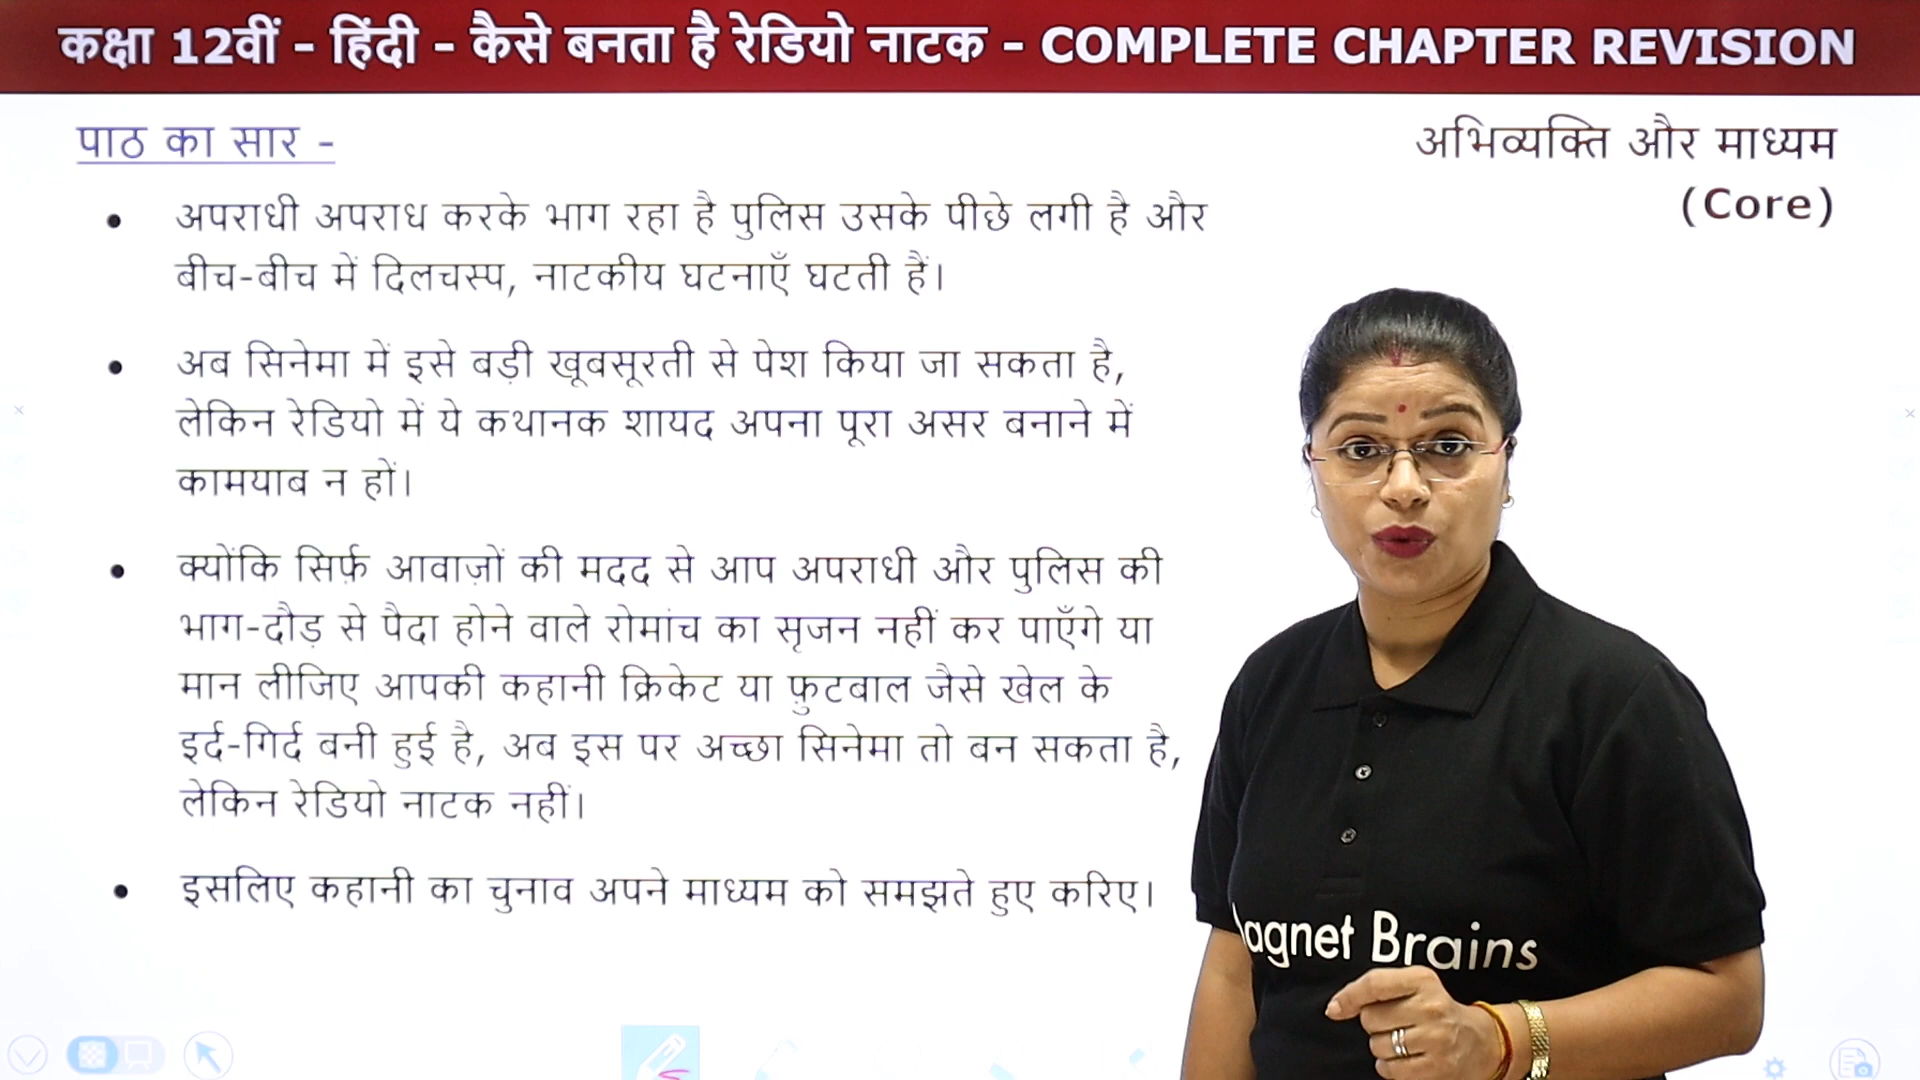 कक्षा 12वीं - हिंदी - कैसे बनता है रेडियो नाटक - COMPLETE CHAPTER REVISION
पाठ का सार -
अभिव्यक्ति और माध्यम
(Core)
• अपराधी अपराध करके भाग रहा है पुलिस उसके पीछे लगी है और
बीच-बीच में दिलचस्प, नाटकीय घटनाएँ घटती हैं।
• अब सिनेमा में इसे बड़ी खूबसूरती से पेश किया जा सकता है,
लेकिन रेडियो में ये कथानक शायद अपना पूरा असर बनाने में
कामयाब न हों।
• क्योंकि सिर्फ़ आवाज़ों की मदद से आप अपराधी और पुलिस की
भाग-दौड़ से पैदा होने वाले रोमांच का सृजन नहीं कर पाएँगे या
मान लीजिए आपकी कहानी क्रिकेट या फ़ुटबाल जैसे खेल के
इर्द-गिर्द बनी हुई है, अब इस पर अच्छा सिनेमा तो बन सकता है,
लेकिन रेडियो नाटक नहीं।
• इसलिए कहानी का चुनाव अपने माध्यम को समझते हुए करिए।
agnet Brains